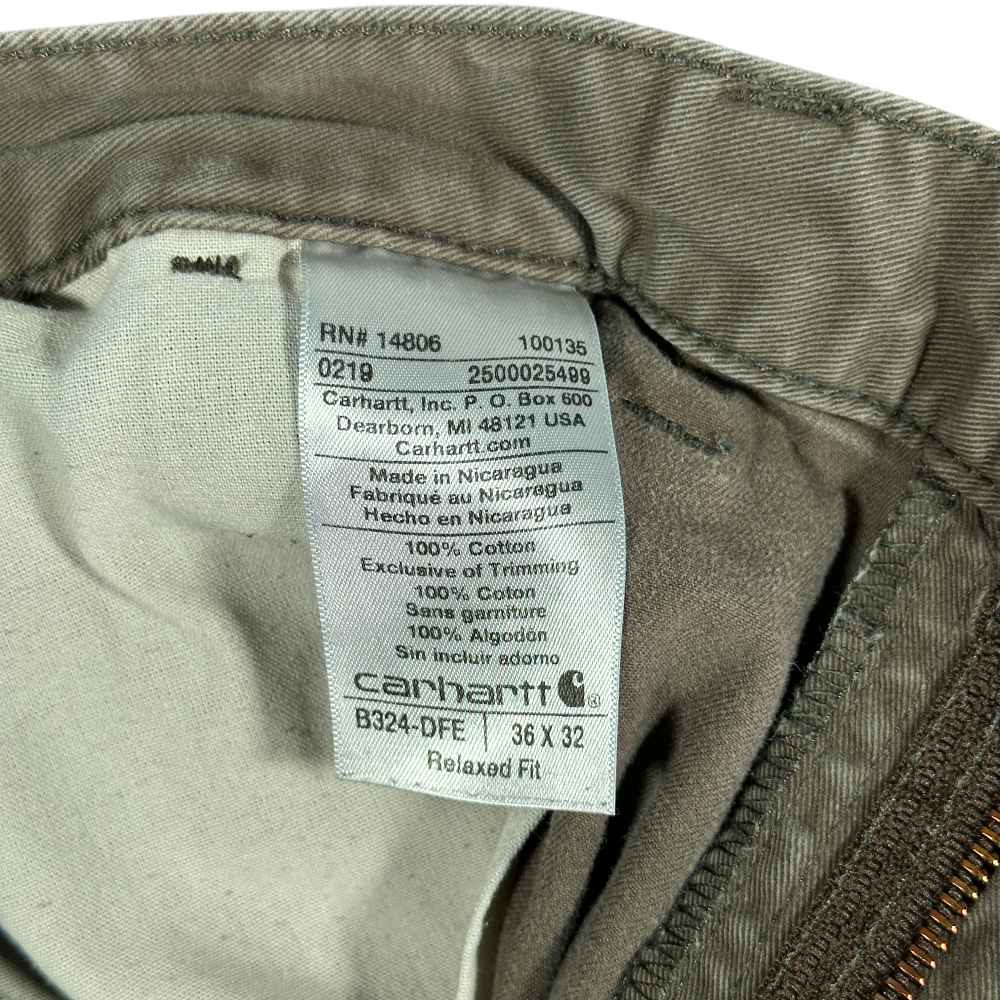 RN# 14806 100135
0219 2500025499
Carhartt, Inc. P. O. Box 600
Dearborn, MI 48121 USA
Carhartt.com
Made in Nicaragua
Fabriqué au Nicaragua
Hecho en Nicaragua
100% Cotton
Exclusive of Trimming
100% Coton
Sans garniture
100% Algodón
Sin incluir adorno
carhartt ®
B324-DFE | 36 X 32
Relaxed Fit